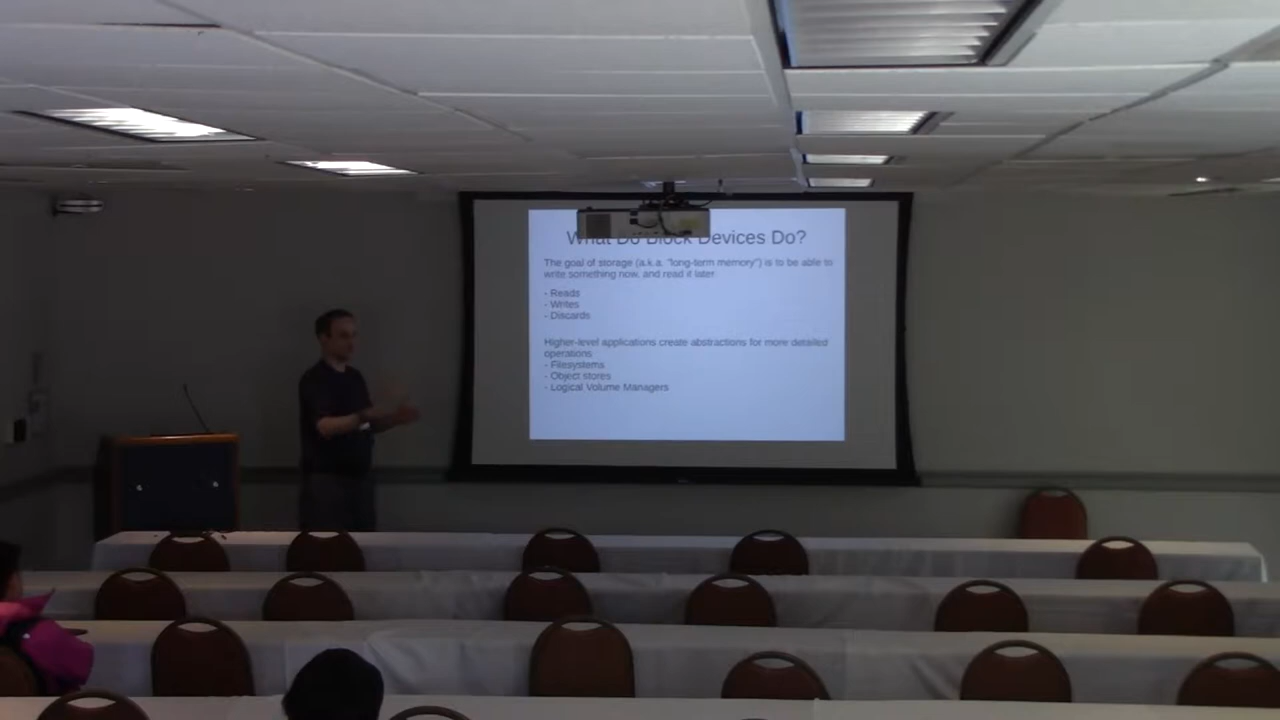 What Do Block Devices Do?
The goal of storage (a.k.a. "long-term memory") is to be able to
write something now, and read it later
- Reads
- Writes
- Discards
Higher-level applications create abstractions for more detailed
operations
- Filesystems
- Object stores
- Logical Volume Managers